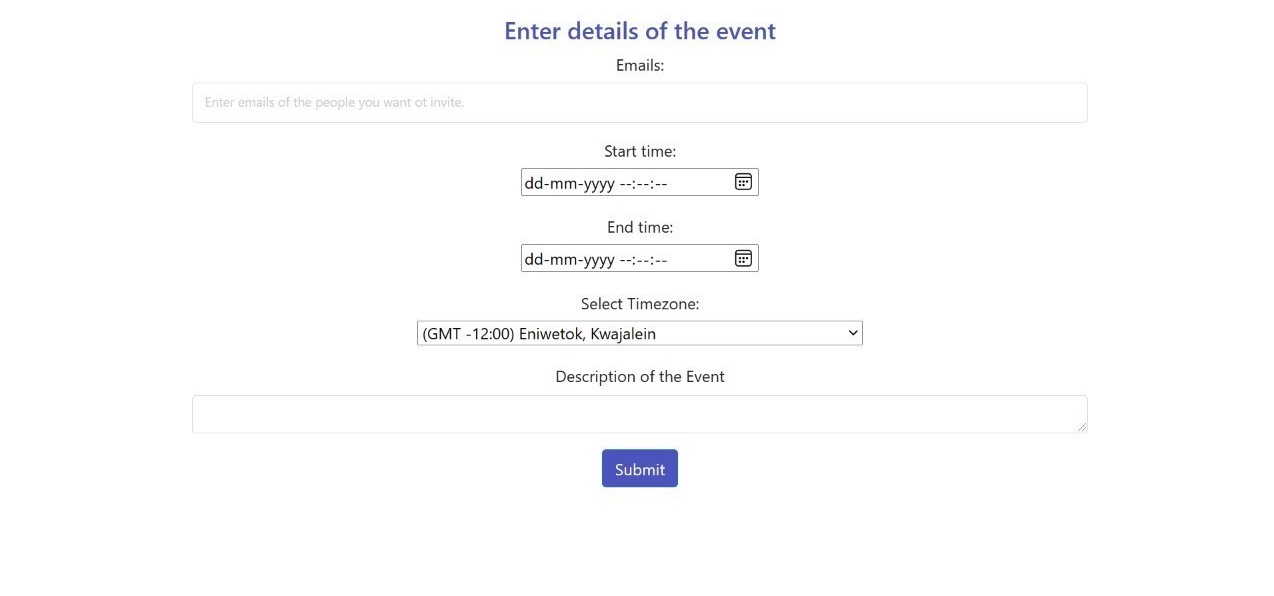 Enter details of the event
Emails:
Enter emails of the people you want ot invite.
Start time:
dd-mm-yyyy --:--:--
End time:
dd-mm-yyyy --:--:--
Select Timezone:
(GMT -12:00) Eniwetok, Kwajalein
Description of the Event
Submit